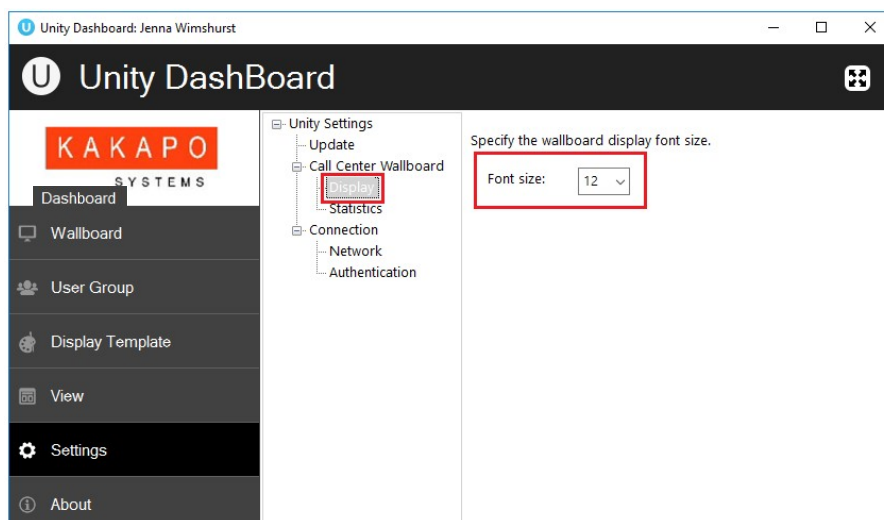 Unity Dashboard: Jenna Wimshurst
Unity DashBoard
KAKAPO
SYSTEMS
Dashboard
Wallboard
User Group
Display Template
View
Settings
About
Unity Settings
Update
Call Center Wallboard
Display
Statistics
Connection
Network
Authentication
Specify the wallboard display font size.
Font size: 12